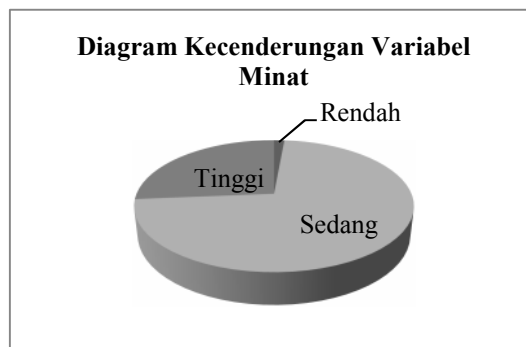 Diagram Kecenderungan Variabel
Minat
Rendah
Tinggi
Sedang